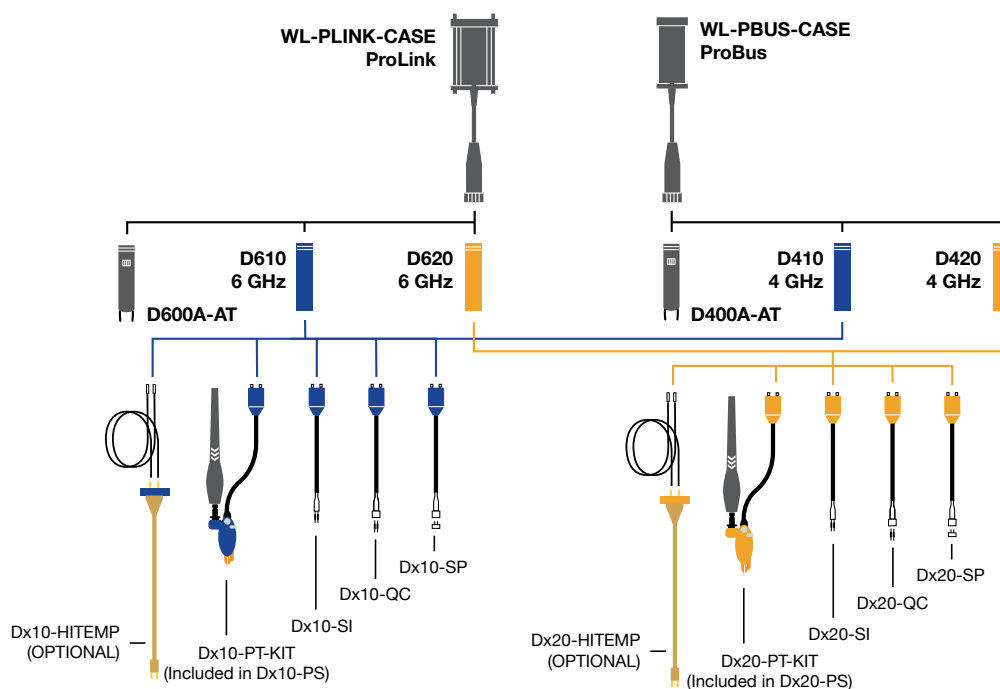 WL-PLINK-CASE
ProLink
WL-PBUS-CASE
ProBus
D610
6 GHz
D620
6 GHz
D410
4 GHz
D420
4 GHz
D600A-AT
D400A-AT
Dx10-SP
Dx10-QC
Dx10-SI
Dx10-HITEMP
(OPTIONAL)
Dx10-PT-KIT
(Included in Dx10-PS)
Dx20-SP
Dx20-QC
Dx20-SI
Dx20-HITEMP
(OPTIONAL)
Dx20-PT-KIT
(Included in Dx20-PS)